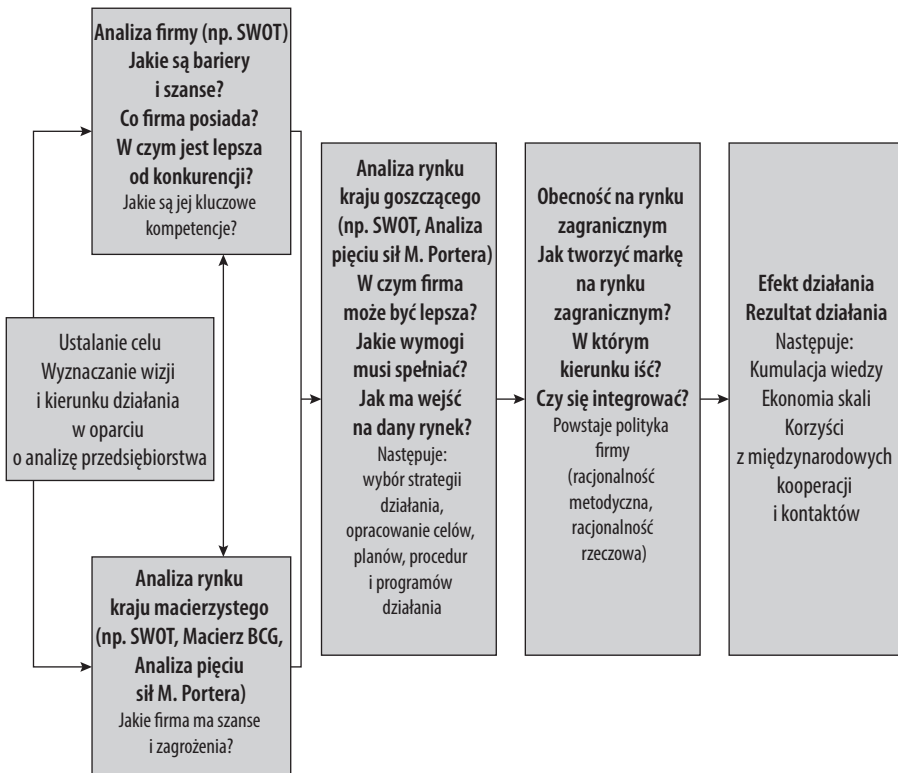 Analiza firmy (np. SWOT)
Jakie są bariery
i szanse?
Co firma posiada?
W czym jest lepsza
od konkurencji?
Jakie są jej kluczowe
kompetencje?
Ustalanie celu
Wyznaczanie wizji
i kierunku działania
w oparciu
o analizę przedsiębiorstwa
Analiza rynku
kraju macierzystego
(np. SWOT, Macierz BCG,
Analiza pięciu
sił M. Portera)
Jakie firma ma szanse
i zagrożenia?
Analiza rynku
kraju goszczącego
(np. SWOT, Analiza
pięciu sił M. Portera)
W czym firma
może być lepsza?
Jakie wymogi
musi spełniać?
Jak ma wejść
na dany rynek?
Następuje:
wybór strategii
działania,
opracowanie celów,
planów, procedur
i programów
działania
Obecność na rynku
zagranicznym
Jak tworzyć markę
na rynku
zagranicznym?
W którym
kierunku iść?
Czy się integrować?
Powstaje polityka
firmy
(racjonalność
metodyczna,
racjonalność
rzeczowa)
Efekt działania
Rezultat działania
Następuje:
Kumulacja wiedzy
Ekonomia skali
Korzyści
z międzynarodowych
kooperacji
i kontaktów